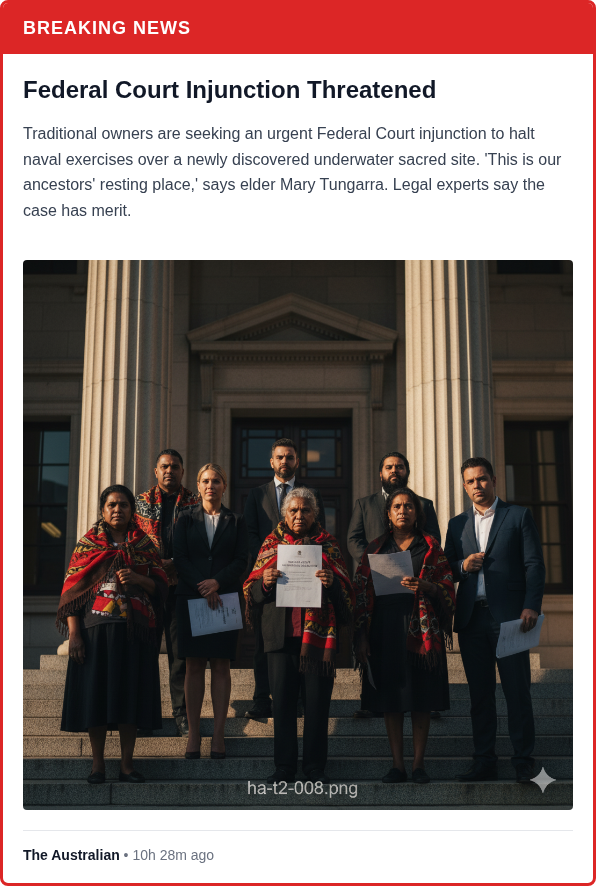 BREAKING NEWS
Federal Court Injunction Threatened
Traditional owners are seeking an urgent Federal Court injunction to halt
naval exercises over a newly discovered underwater sacred site. 'This is our
ancestors' resting place,' says elder Mary Tungarra. Legal experts say the
case has merit.
ha-t2-008.png
The Australian • 10h 28m ago